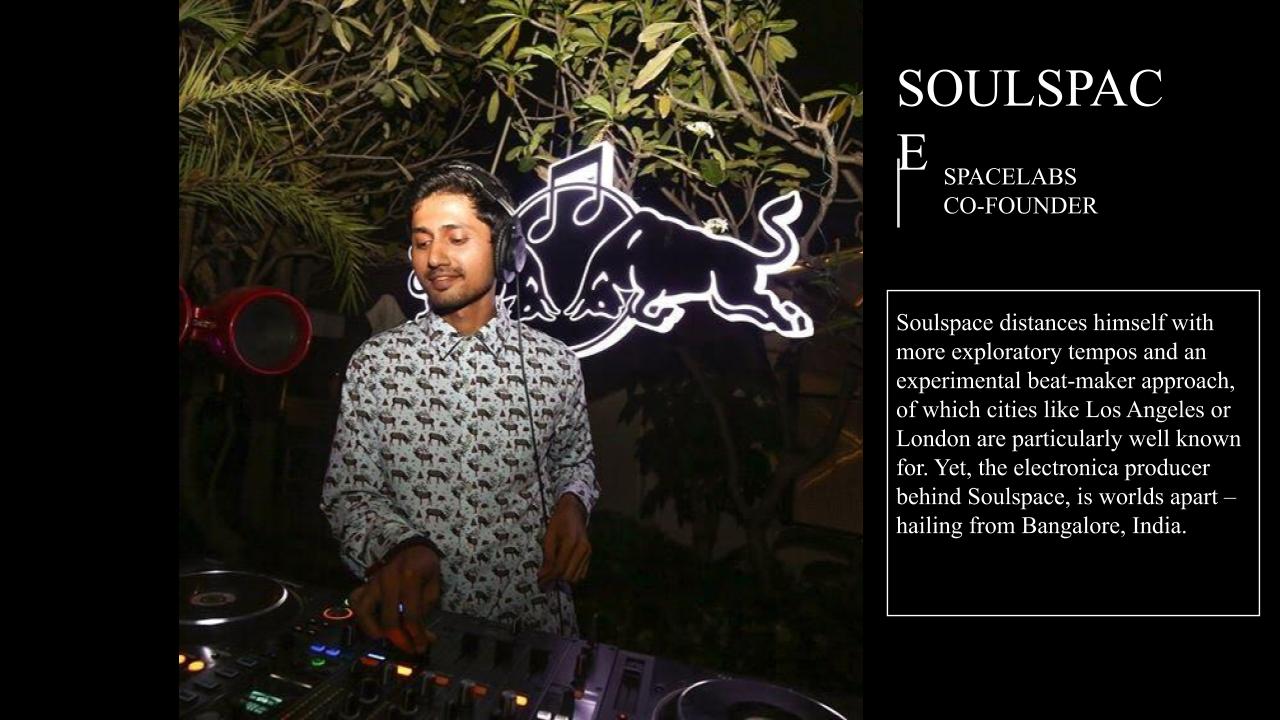 SOULSPAC
E
SPACELABS
CO-FOUNDER
Soulspace distances himself with
more exploratory tempos and an
experimental beat-maker approach,
of which cities like Los Angeles or
London are particularly well known
for. Yet, the electronica producer
behind Soulspace, is worlds apart –
hailing from Bangalore, India.